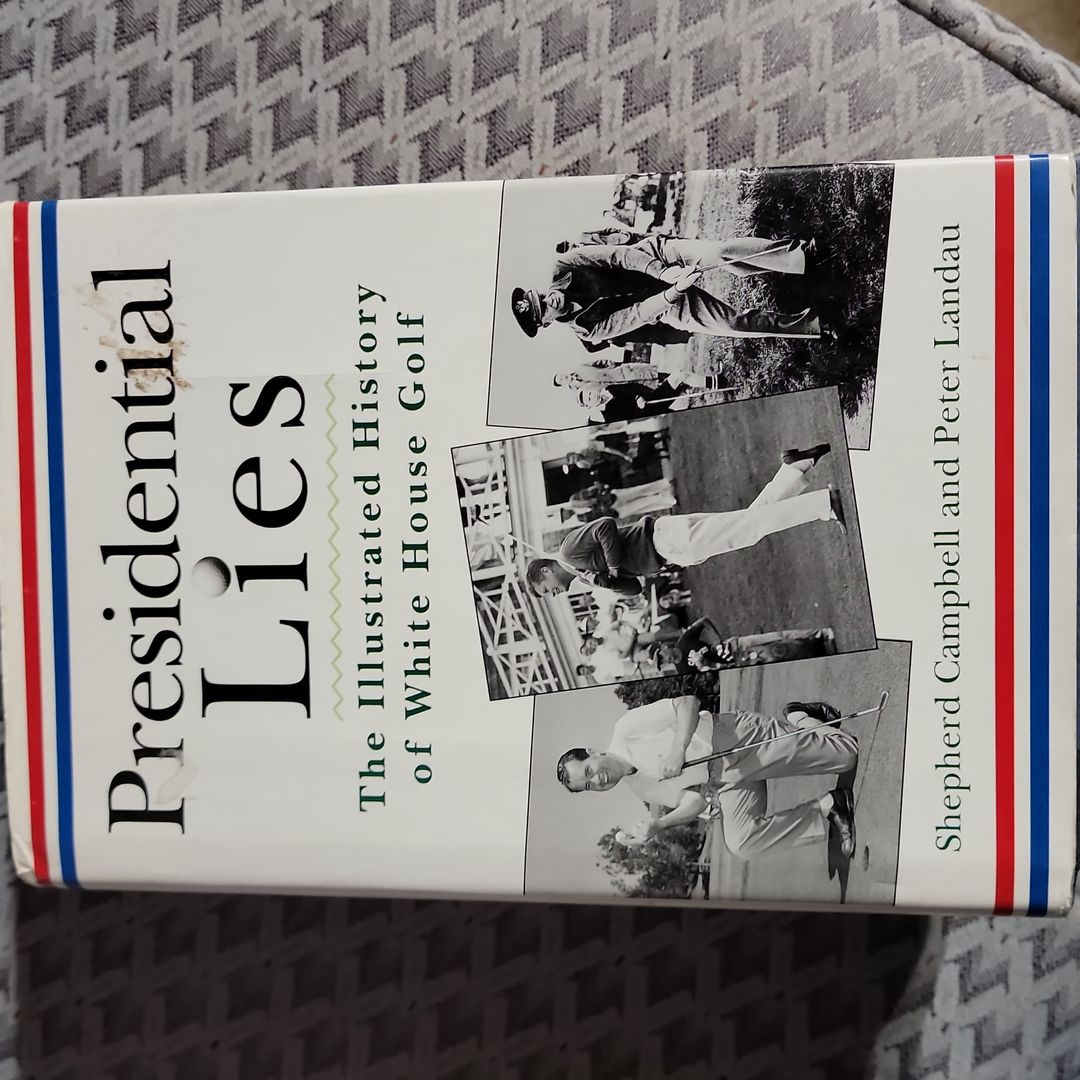 Presidential
Lies
The Illustrated History
of White House Golf
Shepherd Campbell and Peter Landau